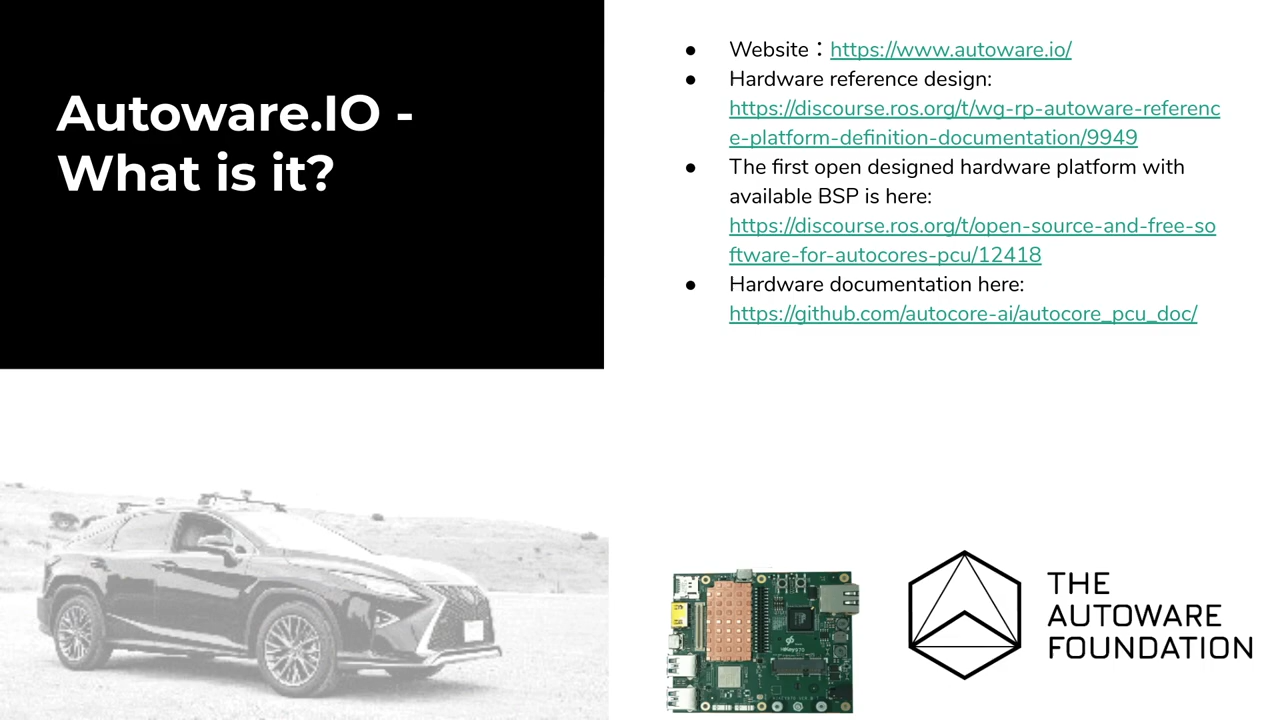 Autoware.IO -
What is it?
● Website：https://www.autoware.io/
● Hardware reference design:
https://discourse.ros.org/t/wg-rp-autoware-referenc
e-platform-definition-documentation/9949
● The first open designed hardware platform with
available BSP is here:
https://discourse.ros.org/t/open-source-and-free-so
ftware-for-autocores-pcu/12418
● Hardware documentation here:
https://github.com/autocore-ai/autocore_pcu_doc/
THE
AUTOWARE
FOUNDATION